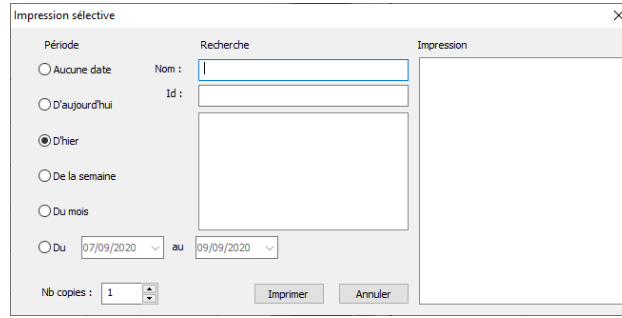 Impression sélective
Période
Recherche
Impression
Aucune date
Nom :
Id :
D'aujourd'hui
D'hier
De la semaine
Du mois
Du 07/09/2020 au 09/09/2020
Nb copies : 1
Imprimer
Annuler